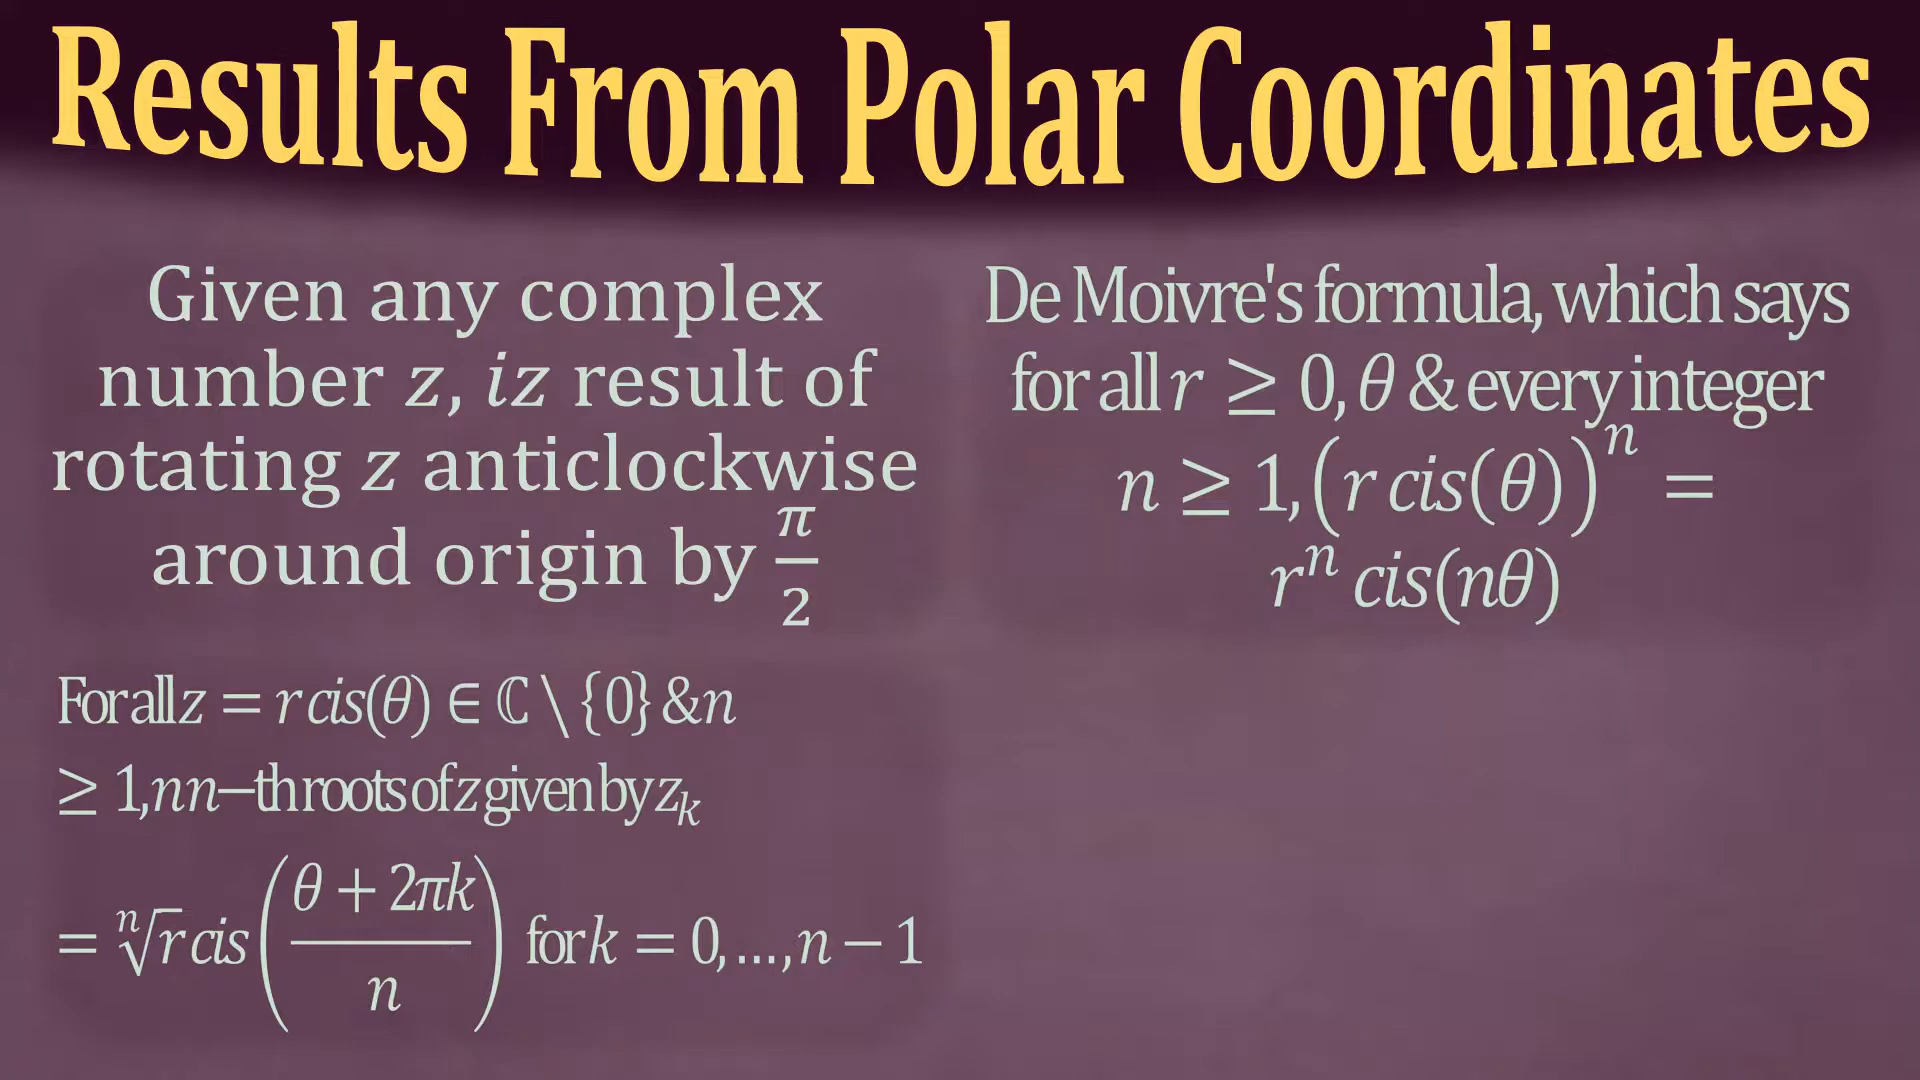 Results From Polar Coordinates
Given any complex
number z, iz result of
rotating z anticlockwise
around origin by π/2
De Moivre's formula, which says
for all r ≥ 0, θ & every integer
n ≥ 1, (r cis(θ))ⁿ =
rⁿ cis(nθ)
For all z = r cis(θ) ∈ ℂ \ {0} & n
≥ 1, n n−th roots of z given by zₖ
= ⁿ√r cis((θ + 2πk)/n) for k = 0, …, n − 1